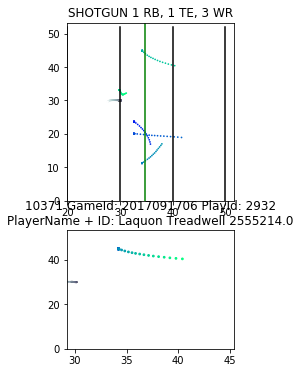 SHOTGUN 1 RB, 1 TE, 3 WR
50
40
30
20
10
0
20 30 40 50
10371 GameId: 2017091706 PlayId: 2932
PlayerName + ID: Laquon Treadwell 2555214.0
40
20
0
30 35 40 45